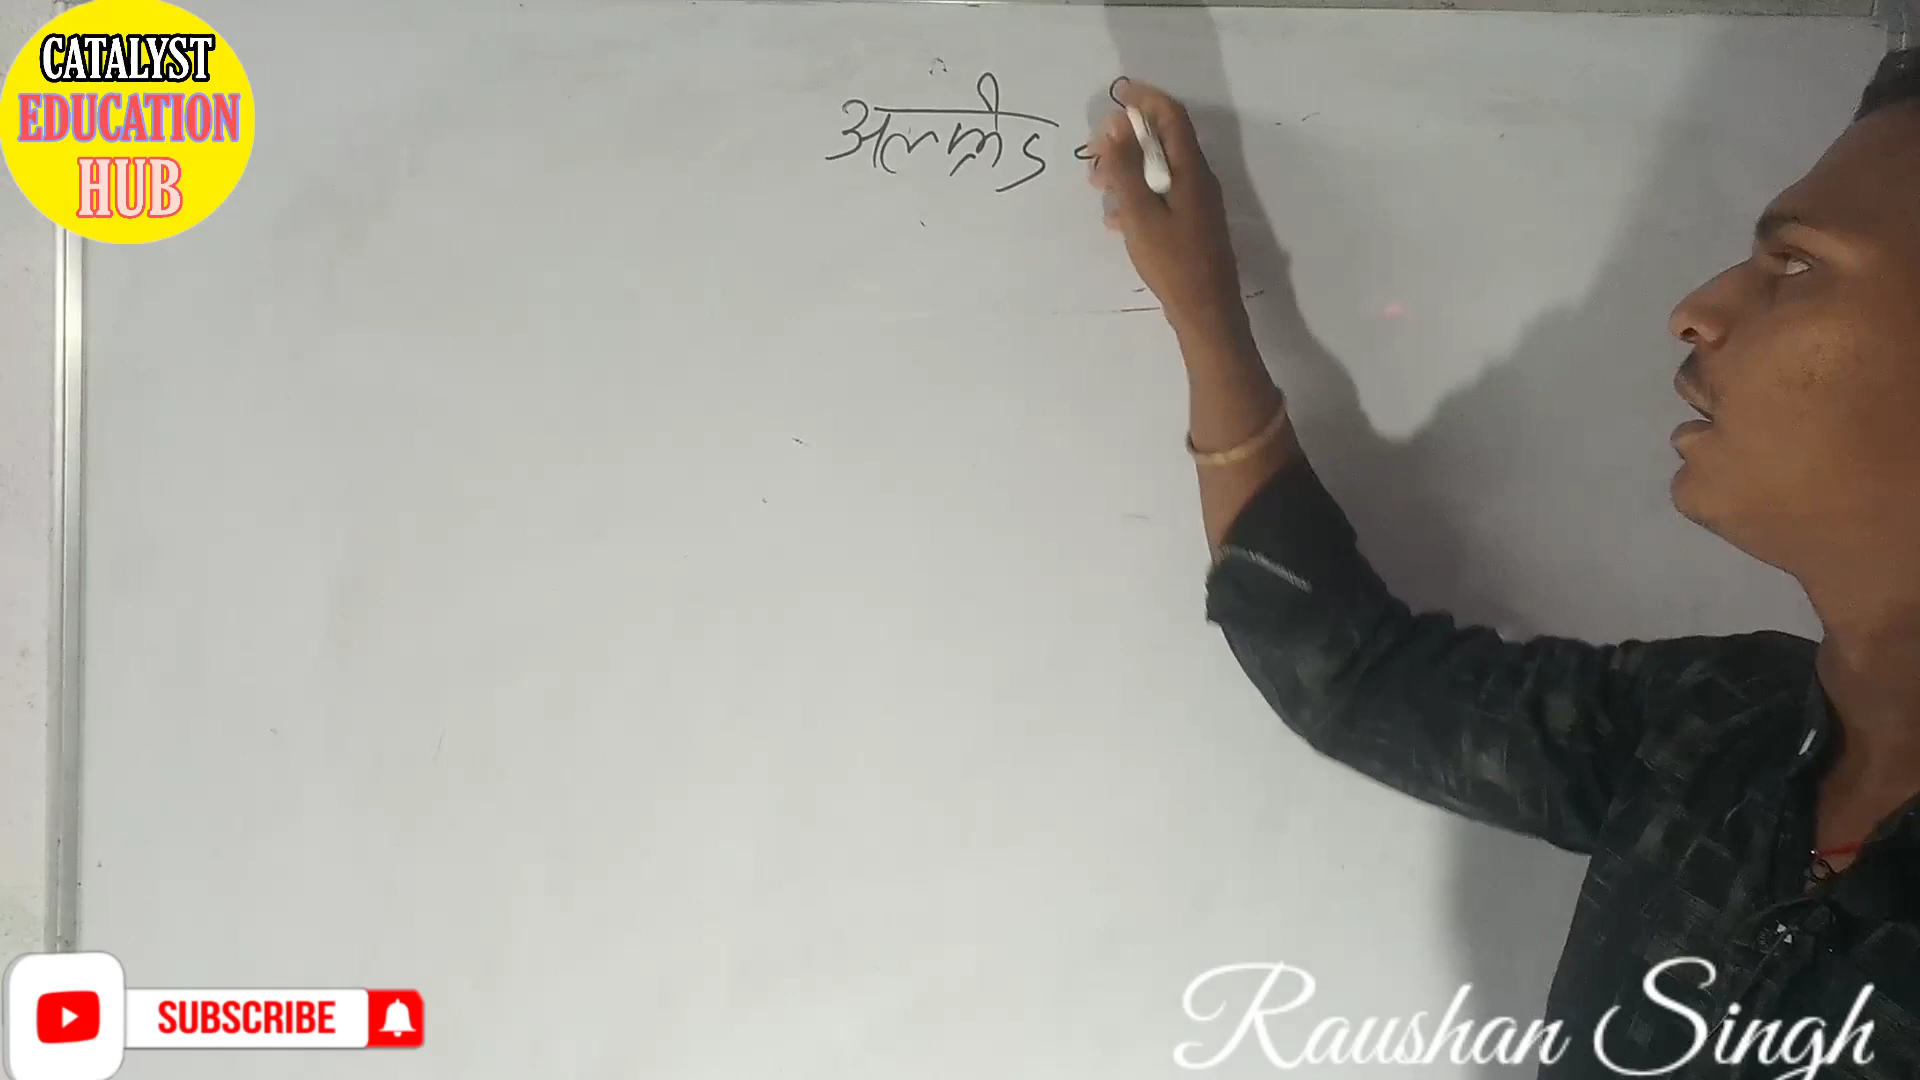 CATALYST
EDUCATION
HUB
अल्फ्रेड
SUBSCRIBE
Raushan Singh